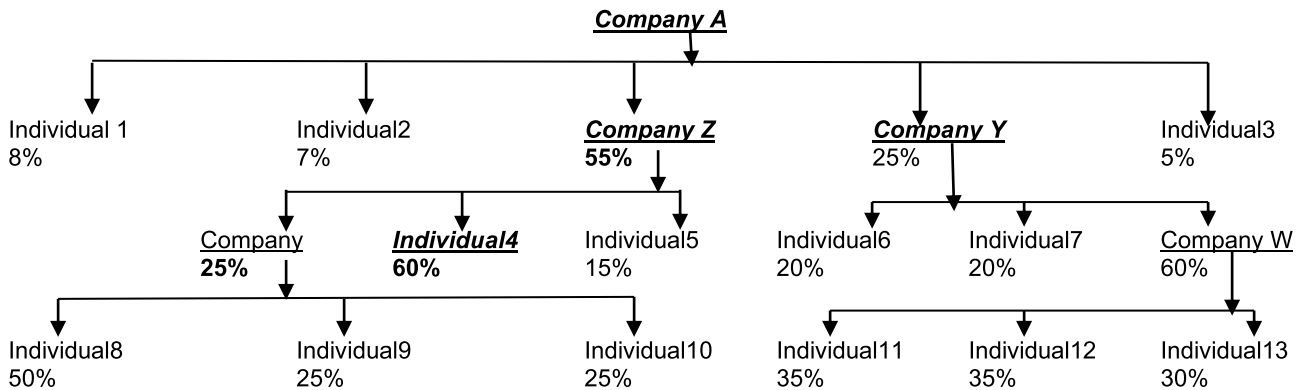 Company A
Individual 1 Individual2 Company Z Company Y Individual3
8% 7% 55% 25% 5%
Company Individual4 Individual5 Individual6 Individual7 Company W
25% 60% 15% 20% 20% 60%
Individual8 Individual9 Individual10 Individual11 Individual12 Individual13
50% 25% 25% 35% 35% 30%